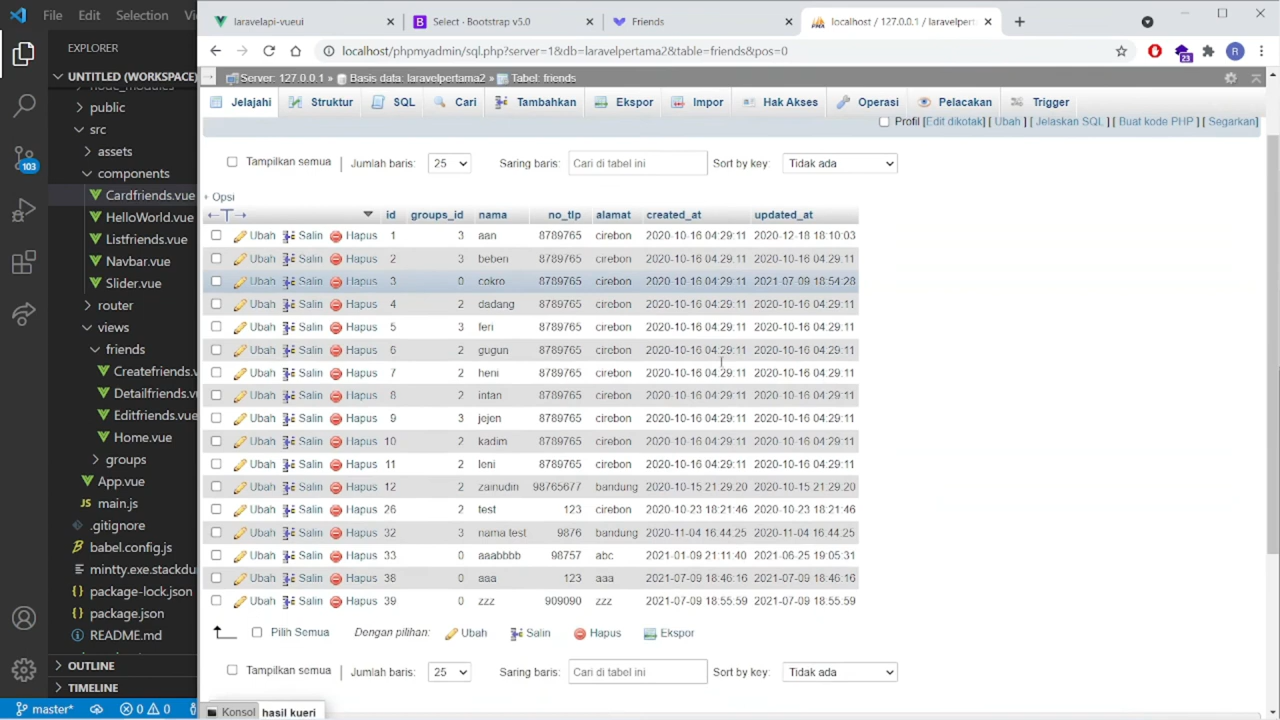 File Edit Selection Vi
laravelapi-vueui
Select · Bootstrap v5.0
Friends
localhost / 127.0.0.1 / laravelpert
localhost/phpmyadmin/sql.php?server=1&db=laravelpertama2&table=friends&pos=0
23
R
EXPLORER
UNTITLED (WORKSPACE)
node_modules
public
src
assets
components
Cardfriends.vue
HelloWorld.vue
Listfriends.vue
Navbar.vue
Slider.vue
router
views
friends
Createfriends.v
Detailfriends.vu
Editfriends.vue
Home.vue
groups
App.vue
main.js
.gitignore
babel.config.js
mintty.exe.stackdu
package-lock.json
package.json
README.md
OUTLINE
TIMELINE
103
master* 0 0
Server: 127.0.0.1 » Basis data: laravelpertama2 » Tabel: friends
Jelajahi Struktur SQL Cari Tambahkan Ekspor Impor Hak Akses Operasi Pelacakan Trigger
Profil [Edit dikotak] [ Ubah ] [ Jelaskan SQL ] [ Buat kode PHP ] [ Segarkan]
Tampilkan semua | Jumlah baris: 25 Saring baris: Cari di tabel ini Sort by key: Tidak ada
+ Opsi
←T→ id groups_id nama no_tlp alamat created_at updated_at
Ubah Salin Hapus 1 3 aan 8789765 cirebon 2020-10-16 04:29:11 2020-12-18 18:10:03
Ubah Salin Hapus 2 3 beben 8789765 cirebon 2020-10-16 04:29:11 2020-10-16 04:29:11
Ubah Salin Hapus 3 0 cokro 8789765 cirebon 2020-10-16 04:29:11 2021-07-09 18:54:28
Ubah Salin Hapus 4 2 dadang 8789765 cirebon 2020-10-16 04:29:11 2020-10-16 04:29:11
Ubah Salin Hapus 5 3 feri 8789765 cirebon 2020-10-16 04:29:11 2020-10-16 04:29:11
Ubah Salin Hapus 6 2 gugun 8789765 cirebon 2020-10-16 04:29:11 2020-10-16 04:29:11
Ubah Salin Hapus 7 2 heni 8789765 cirebon 2020-10-16 04:29:11 2020-10-16 04:29:11
Ubah Salin Hapus 8 2 intan 8789765 cirebon 2020-10-16 04:29:11 2020-10-16 04:29:11
Ubah Salin Hapus 9 3 jojon 8789765 cirebon 2020-10-16 04:29:11 2020-10-16 04:29:11
Ubah Salin Hapus 10 2 kadim 8789765 cirebon 2020-10-16 04:29:11 2020-10-16 04:29:11
Ubah Salin Hapus 11 2 leni 8789765 cirebon 2020-10-16 04:29:11 2020-10-16 04:29:11
Ubah Salin Hapus 12 2 zainudin 98765677 bandung 2020-10-15 21:29:20 2020-10-15 21:29:20
Ubah Salin Hapus 26 2 test 123 cirebon 2020-10-23 18:21:46 2020-10-23 18:21:46
Ubah Salin Hapus 32 3 nama test 9876 bandung 2020-11-04 16:44:25 2020-11-04 16:44:25
Ubah Salin Hapus 33 0 aaabbbb 98757 abc 2021-01-09 21:11:40 2021-06-25 19:05:31
Ubah Salin Hapus 38 0 aaa 123 aaa 2021-07-09 18:46:16 2021-07-09 18:46:16
Ubah Salin Hapus 39 0 zzz 909090 zzz 2021-07-09 18:55:59 2021-07-09 18:55:59
Pilih Semua Dengan pilihan: Ubah Salin Hapus Ekspor
Tampilkan semua | Jumlah baris: 25 Saring baris: Cari di tabel ini Sort by key: Tidak ada
Konsol hasil kueri